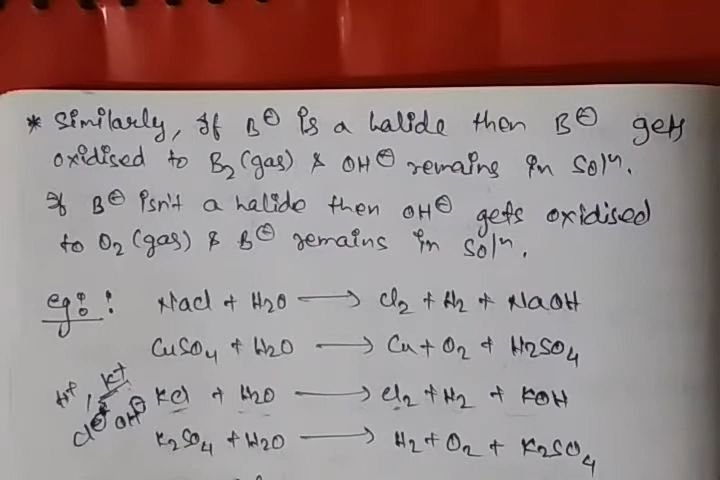 * Similarly, If B⊖ is a halide then B⊖ gets
oxidised to B₂ (gas) & OH⊖ remains in solⁿ.
If B⊖ isn't a halide then OH⊖ gets oxidised
to O₂ (gas) & B⊖ remains in solⁿ.
eg:! NaCl + H₂O ⟶ Cl₂ + H₂ + NaOH
CuSO₄ + H₂O ⟶ Cu + O₂ + H₂SO₄
H⁺, K⁺ KCl + H₂O ⟶ Cl₂ + H₂ + KOH
Cl⊖ OH⊖ K₂SO₄ + H₂O ⟶ H₂ + O₂ + K₂SO₄